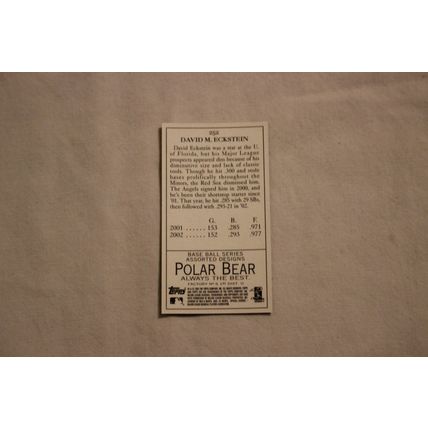 252
DAVID M. ECKSTEIN
David Eckstein was a star at the U.
of Florida, but his Major League
prospects appeared dim because of his
diminutive size and lack of classic
tools. Though he hit .300 and stole
bases prolifically throughout the
Minors, the Red Sox dismissed him.
The Angels signed him in 2000, and
he's been their shortstop starter since
'01. That year, he hit .285 with 29 SBs,
then followed with .293-21 in '02.
G. B. F.
2001 ...... 153 .285 .971
2002 ...... 152 .293 .977
BASE BALL SERIES
ASSORTED DESIGNS
POLAR BEAR
ALWAYS THE BEST
Topps